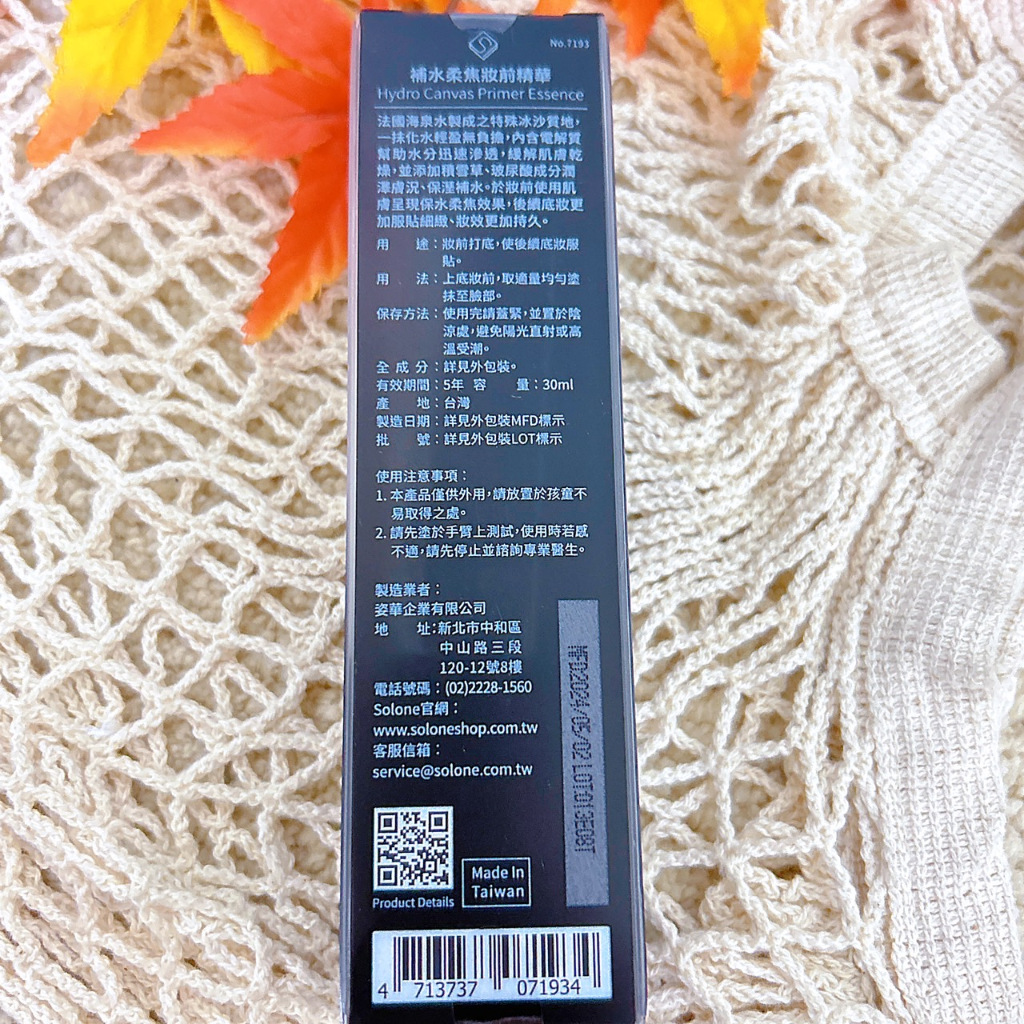 No.7193
補水柔焦妝前精華
Hydro Canvas Primer Essence
法國海泉水製成之特殊冰沙質地,
一抹化水輕盈無負擔,內含電解質
幫助水分迅速滲透,緩解肌膚乾
燥,並添加積雪草、玻尿酸成分潤
澤膚況、保溼補水。於妝前使用肌
膚呈現保水柔焦效果,後續底妝更
加服貼細緻、妝效更加持久。
用 途:妝前打底,使後續底妝服
貼。
用 法:上底妝前,取適量均勻塗
抹至臉部。
保存方法:使用完請蓋緊,並置於陰
涼處,避免陽光直射或高
溫受潮。
全 成 分:詳見外包裝。
有效期間:5年 容 量:30ml
產 地:台灣
製造日期:詳見外包裝MFD標示
批 號:詳見外包裝LOT標示
使用注意事項:
1. 本產品僅供外用,請放置於孩童不
易取得之處。
2. 請先塗於手臂上測試,使用時若感
不適,請先停止並諮詢專業醫生。
製造業者:
姿華企業有限公司
地 址:新北市中和區
中山路三段
120-12號8樓
電話號碼:(02)2228-1560
Solone官網:
www.soloneshop.com.tw
客服信箱:
service@solone.com.tw
MFD2024/05/02 LOT:013E08T
Product Details
Made In
Taiwan
4 713737 071934